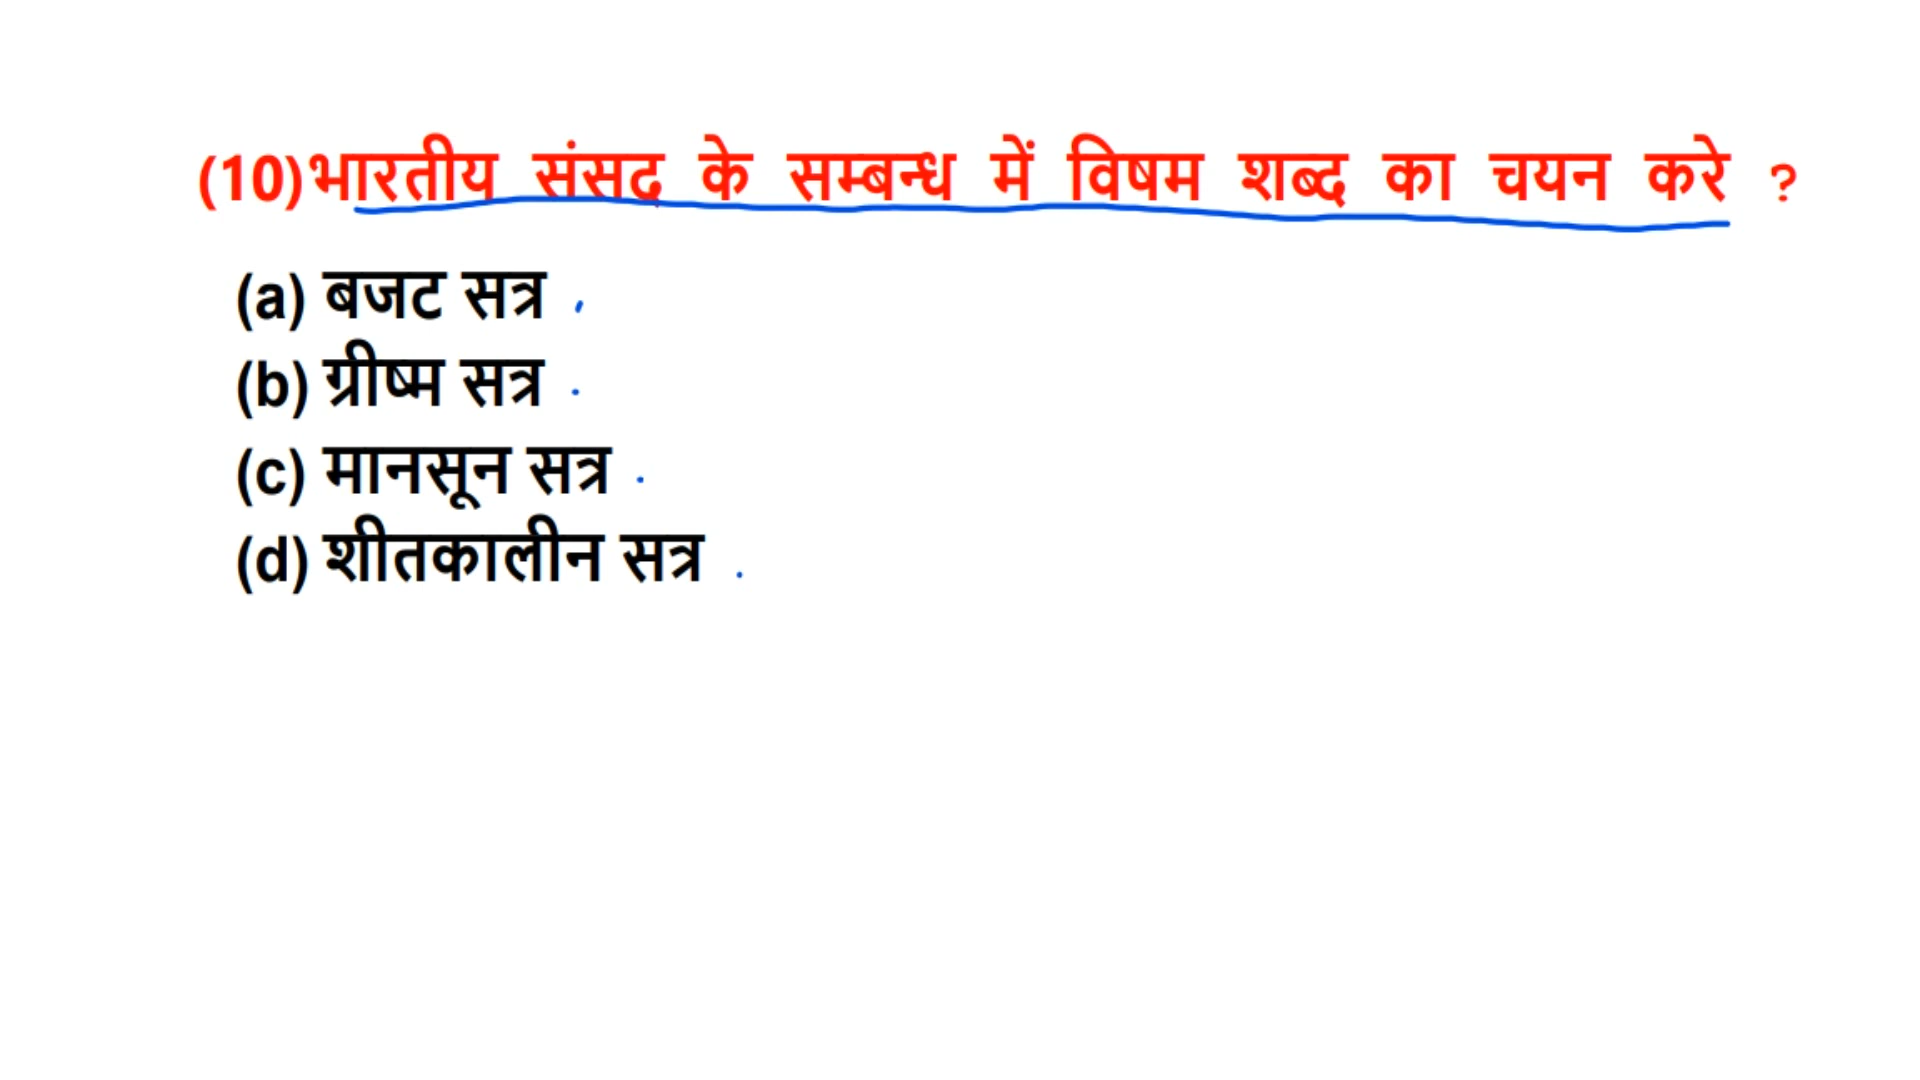 (10)भारतीय संसद के सम्बन्ध में विषम शब्द का चयन करे ?
(a) बजट सत्र
(b) ग्रीष्म सत्र
(c) मानसून सत्र
(d) शीतकालीन सत्र